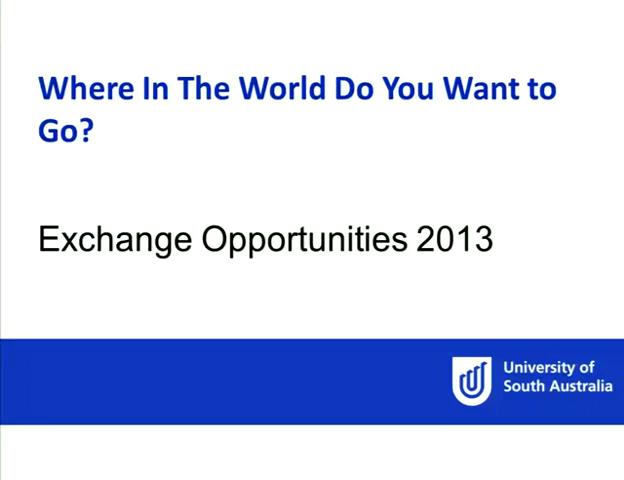 Where In The World Do You Want to
Go?
Exchange Opportunities 2013
University of
South Australia